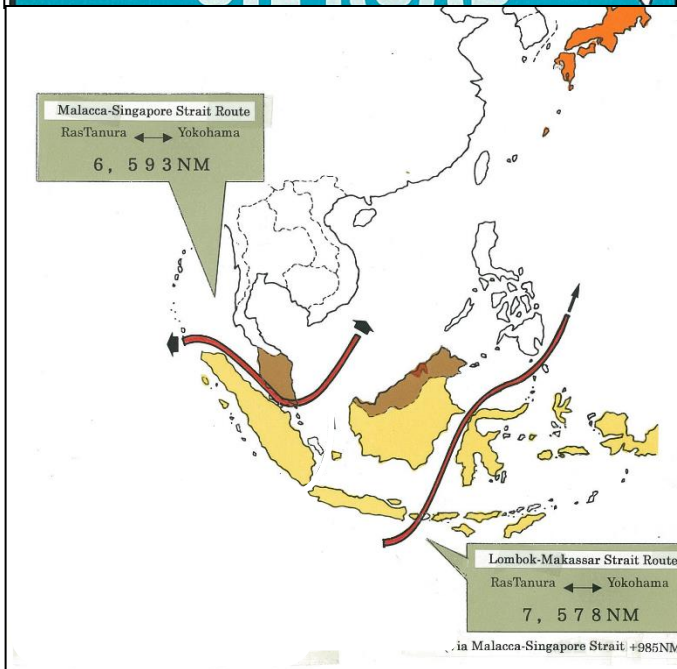 Malacca-Singapore Strait Route
RasTanura Yokohama
6, 593NM
Lombok-Makassar Strait Route
RasTanura Yokohama
7, 578NM
ia Malacca-Singapore Strait +985NM